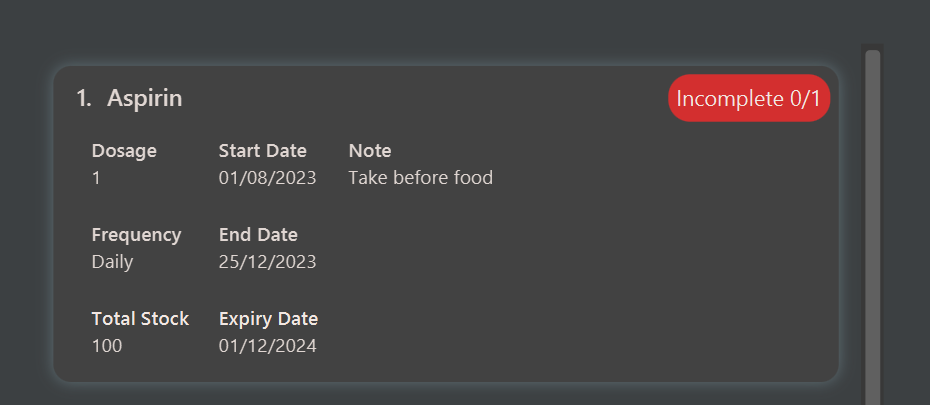 1. Aspirin
Incomplete 0/1
Dosage Start Date Note
1 01/08/2023 Take before food
Frequency End Date
Daily 25/12/2023
Total Stock Expiry Date
100 01/12/2024